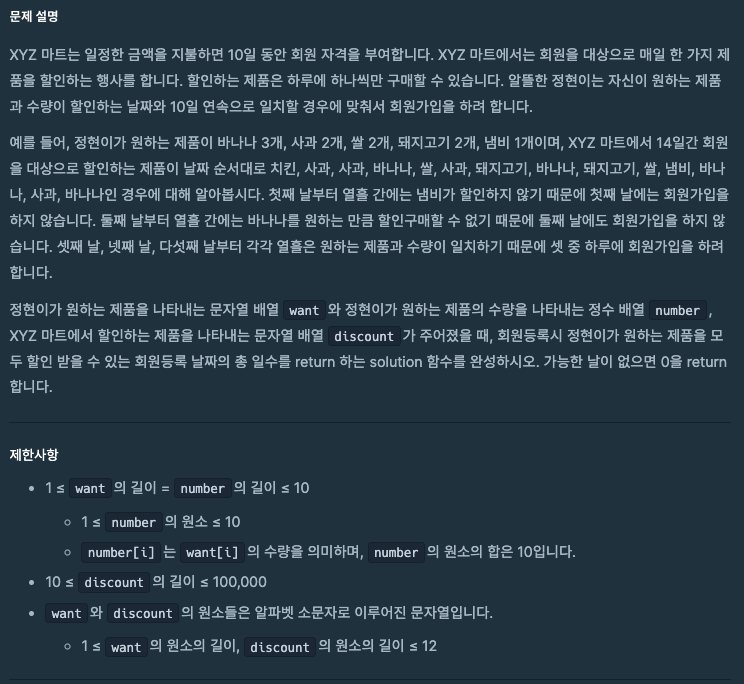 문제 설명
XYZ 마트는 일정한 금액을 지불하면 10일 동안 회원 자격을 부여합니다. XYZ 마트에서는 회원을 대상으로 매일 한 가지 제
품을 할인하는 행사를 합니다. 할인하는 제품은 하루에 하나씩만 구매할 수 있습니다. 알뜰한 정현이는 자신이 원하는 제품
과 수량이 할인하는 날짜와 10일 연속으로 일치할 경우에 맞춰서 회원가입을 하려 합니다.
예를 들어, 정현이가 원하는 제품이 바나나 3개, 사과 2개, 쌀 2개, 돼지고기 2개, 냄비 1개이며, XYZ 마트에서 14일간 회원
을 대상으로 할인하는 제품이 날짜 순서대로 치킨, 사과, 사과, 바나나, 쌀, 사과, 돼지고기, 바나나, 돼지고기, 쌀, 냄비, 바나
나, 사과, 바나나인 경우에 대해 알아봅시다. 첫째 날부터 열흘 간에는 냄비가 할인하지 않기 때문에 첫째 날에는 회원가입을
하지 않습니다. 둘째 날부터 열흘 간에는 바나나를 원하는 만큼 할인구매할 수 없기 때문에 둘째 날에도 회원가입을 하지 않
습니다. 셋째 날, 넷째 날, 다섯째 날부터 각각 열흘은 원하는 제품과 수량이 일치하기 때문에 셋 중 하루에 회원가입을 하려
합니다.
정현이가 원하는 제품을 나타내는 문자열 배열 want 와 정현이가 원하는 제품의 수량을 나타내는 정수 배열 number ,
XYZ 마트에서 할인하는 제품을 나타내는 문자열 배열 discount 가 주어졌을 때, 회원등록시 정현이가 원하는 제품을 모
두 할인 받을 수 있는 회원등록 날짜의 총 일수를 return 하는 solution 함수를 완성하시오. 가능한 날이 없으면 0을 return
합니다.
제한사항
• 1 ≤ want 의 길이 = number 의 길이 ≤ 10
◦ 1 ≤ number 의 원소 ≤ 10
◦ number[i] 는 want[i] 의 수량을 의미하며, number 의 원소의 합은 10입니다.
• 10 ≤ discount 의 길이 ≤ 100,000
• want 와 discount 의 원소들은 알파벳 소문자로 이루어진 문자열입니다.
◦ 1 ≤ want 의 원소의 길이, discount 의 원소의 길이 ≤ 12